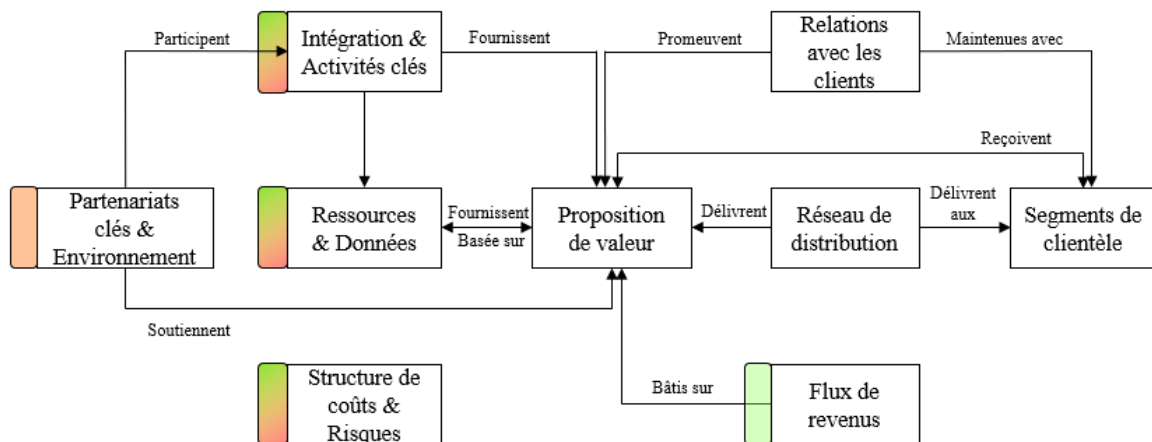 Participent
Intégration &
Activités clés
Fournissent
Promeuvent
Relations
avec les
clients
Maintenues avec
Reçoivent
Partenariats
clés &
Environnement
Ressources
& Données
Fournissent
Basée sur
Proposition
de valeur
Délivrent
Réseau de
distribution
Délivrent
aux
Segments de
clientèle
Soutiennent
Structure de
coûts &
Risques
Bâtis sur
Flux de
revenus